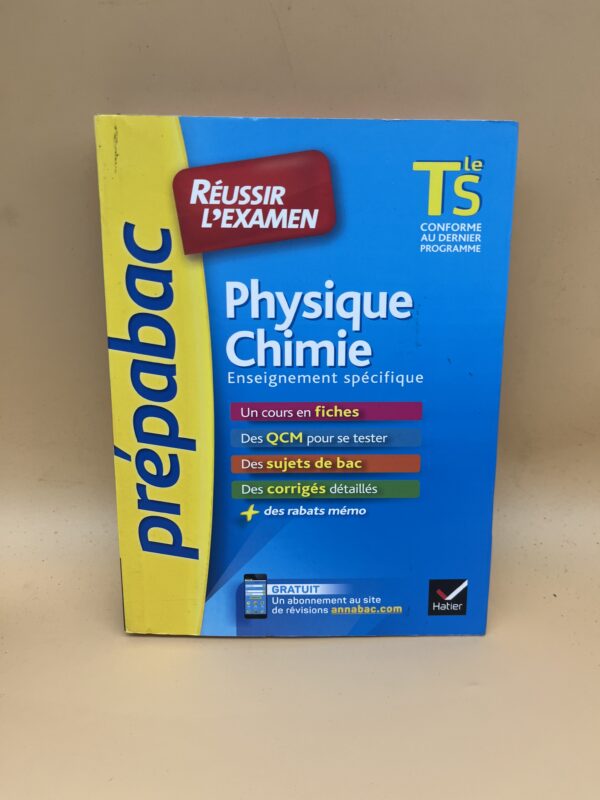 prépabac
RÉUSSIR
L'EXAMEN
Tle S
CONFORME
AU DERNIER
PROGRAMME
Physique
Chimie
Enseignement spécifique
Un cours en fiches
Des QCM pour se tester
Des sujets de bac
Des corrigés détaillés
+ des rabats mémo
GRATUIT
Un abonnement au site
de révisions annabac.com
Hatier